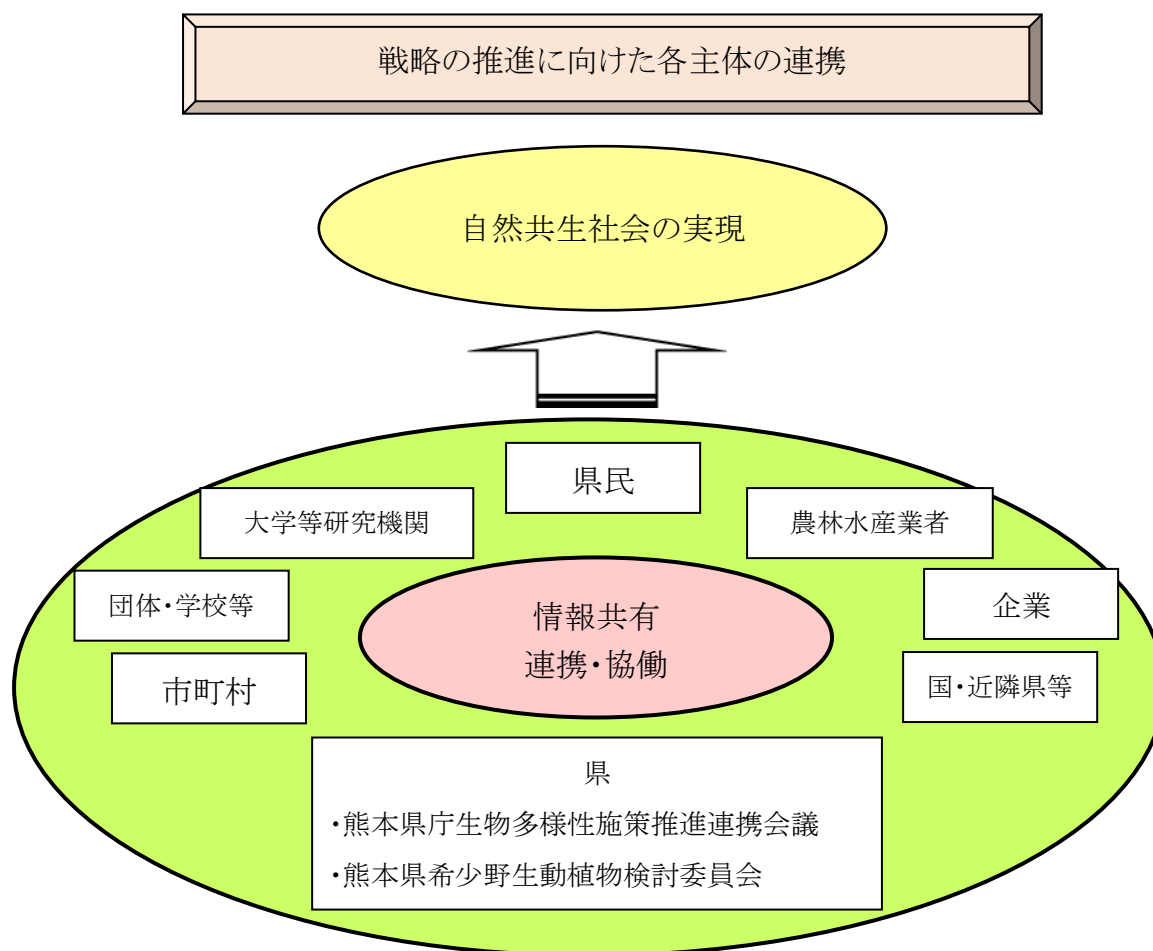 戦略の推進に向けた各主体の連携
自然共生社会の実現
県民
大学等研究機関
農林水産業者
団体・学校等
企業
情報共有
連携・協働
市町村
国・近隣県等
県
・熊本県庁生物多様性施策推進連携会議
・熊本県希少野生動植物検討委員会